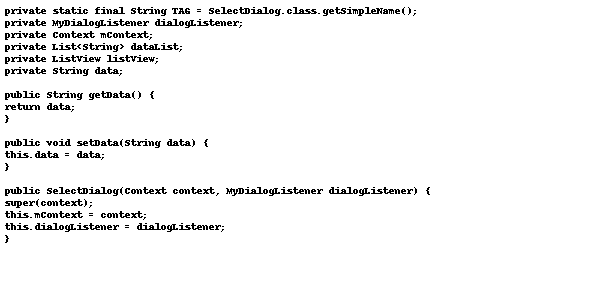 private static final String TAG = SelectDialog.class.getSimpleName();
private MyDialogListener dialogListener;
private Context mContext;
private List<String> dataList;
private ListView listView;
private String data;
public String getData() {
return data;
}
public void setData(String data) {
this.data = data;
}
public SelectDialog(Context context, MyDialogListener dialogListener) {
super(context);
this.mContext = context;
this.dialogListener = dialogListener;
}